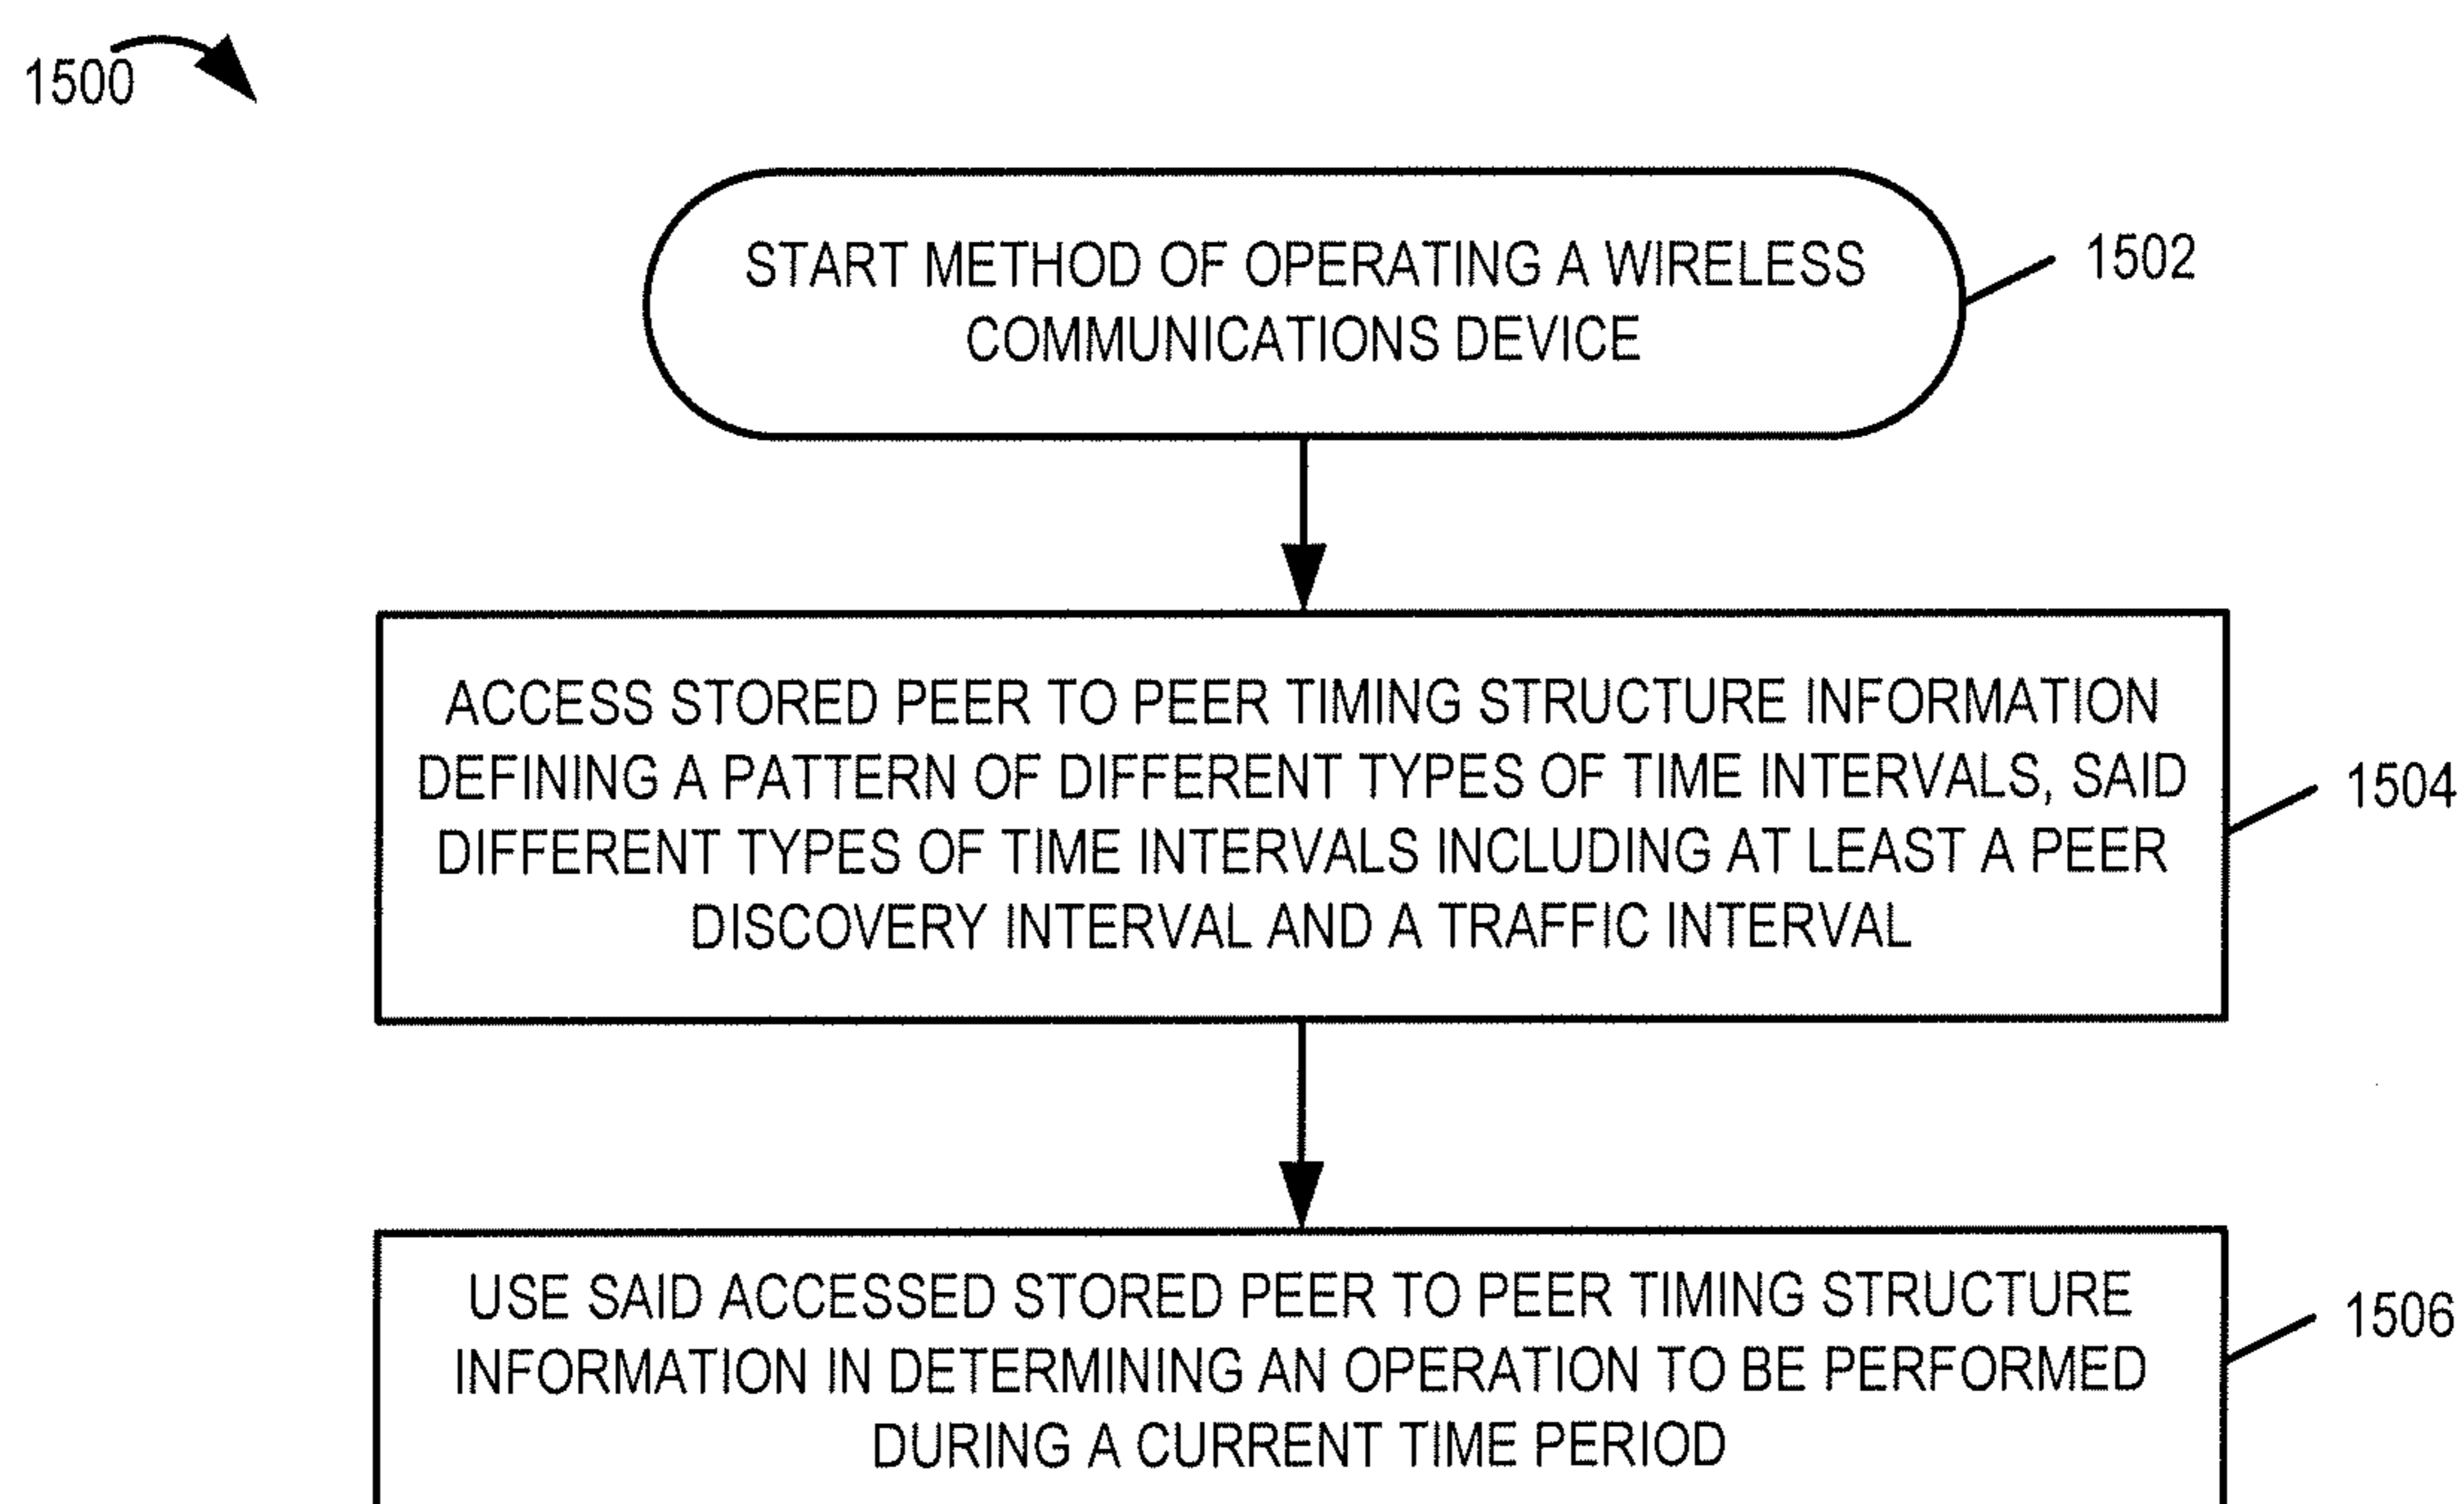 1500
START METHOD OF OPERATING A WIRELESS
COMMUNICATIONS DEVICE
1502
ACCESS STORED PEER TO PEER TIMING STRUCTURE INFORMATION
DEFINING A PATTERN OF DIFFERENT TYPES OF TIME INTERVALS, SAID
DIFFERENT TYPES OF TIME INTERVALS INCLUDING AT LEAST A PEER
DISCOVERY INTERVAL AND A TRAFFIC INTERVAL
1504
USE SAID ACCESSED STORED PEER TO PEER TIMING STRUCTURE
INFORMATION IN DETERMINING AN OPERATION TO BE PERFORMED
DURING A CURRENT TIME PERIOD
1506